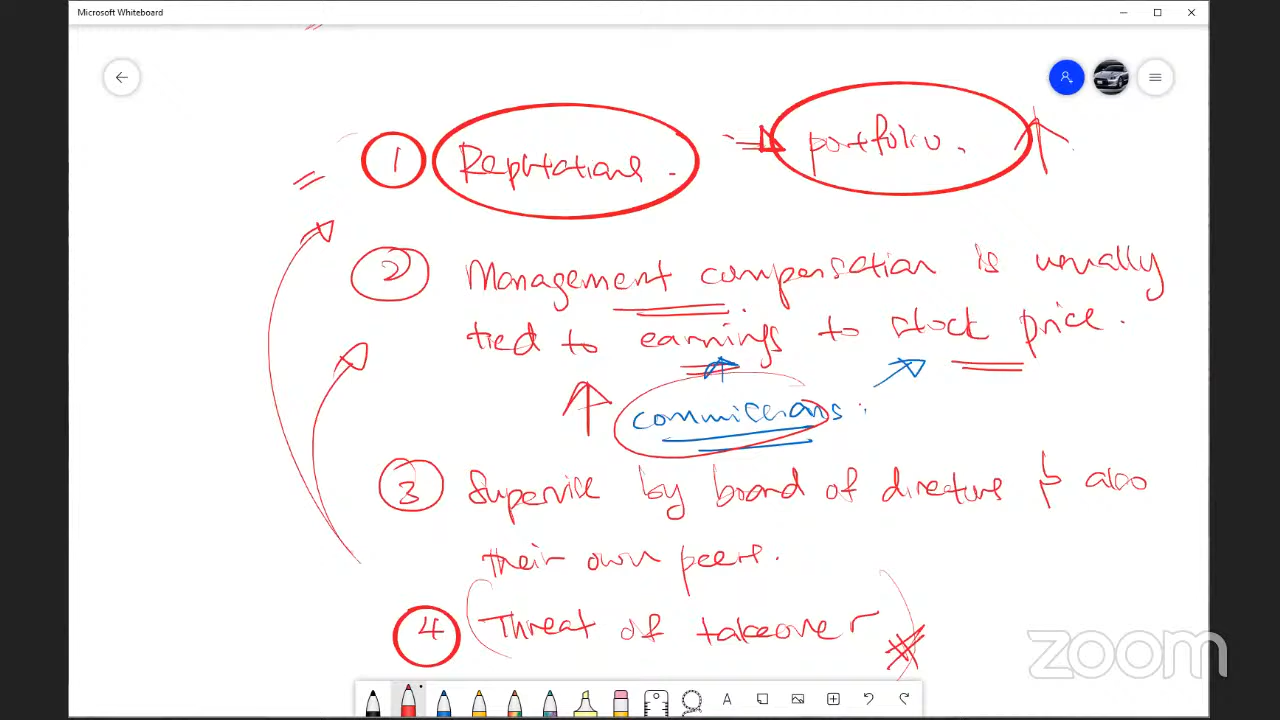 Microsoft Whiteboard
1 Reputations. portfolio.
2 Management compensation is usually
tied to earnings to stock price.
commissions.
3 Supervise by board of directors & also
their own peers.
4 Threat of takeover
A
zoom